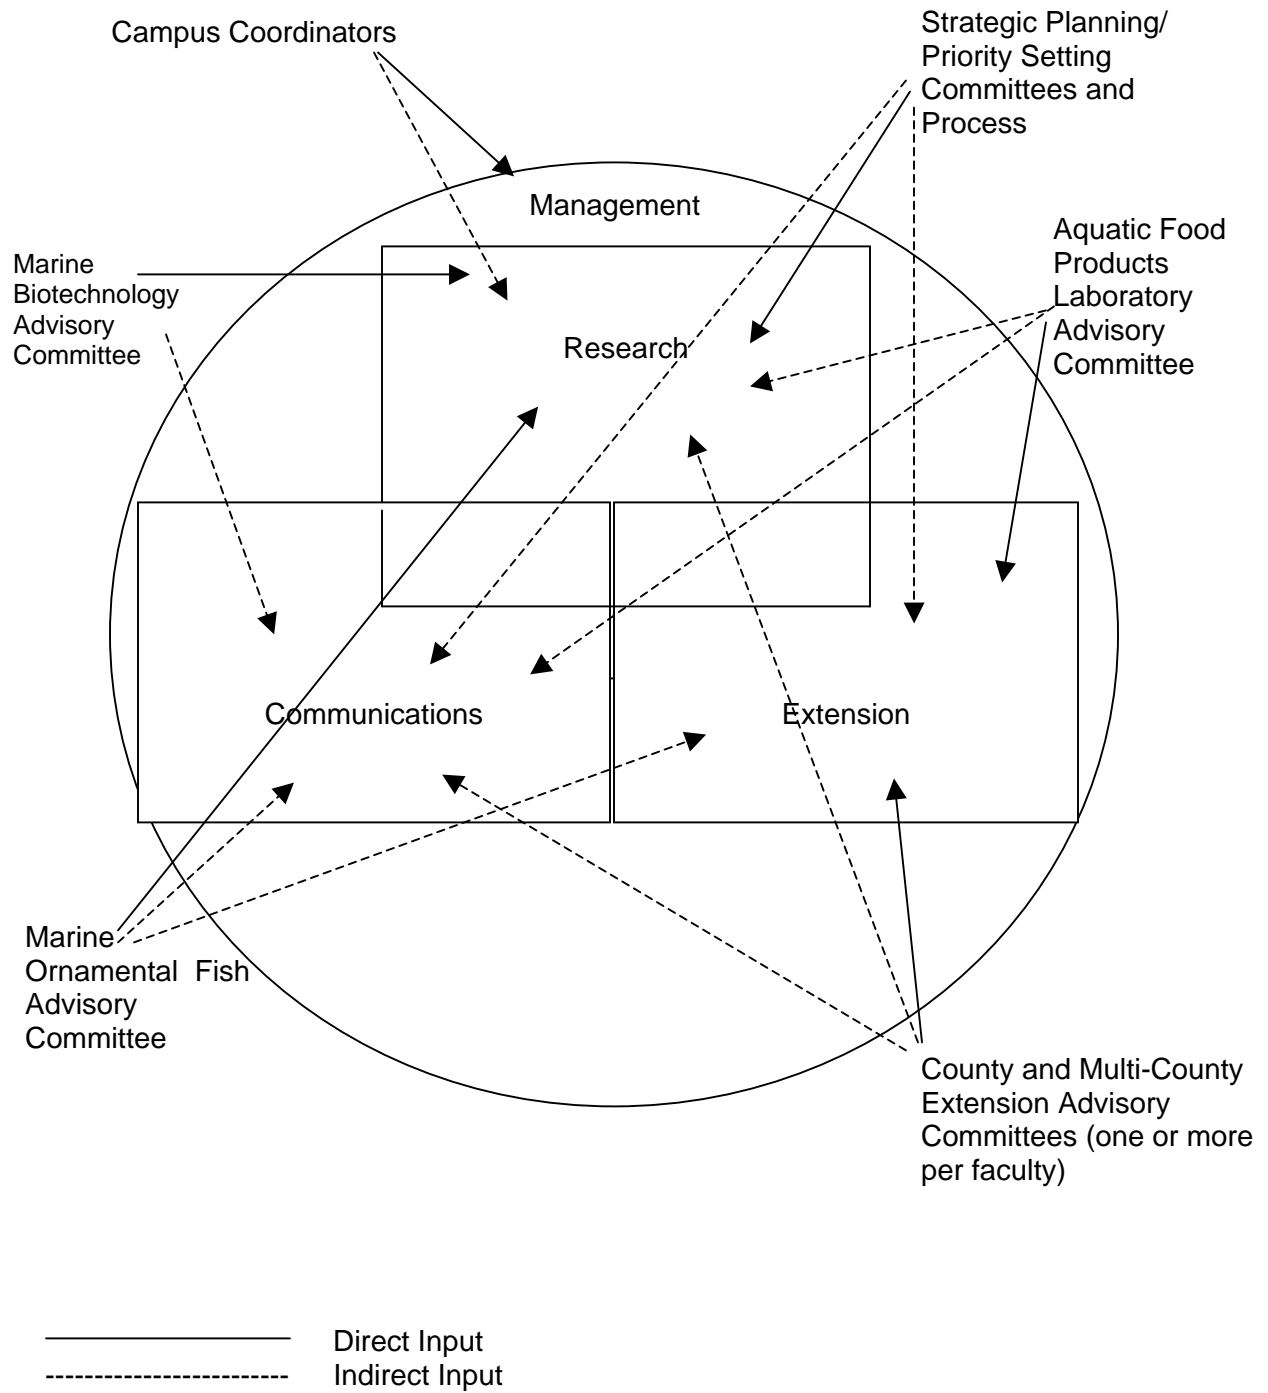 Campus Coordinators
Strategic Planning/
Priority Setting
Committees and
Process
Management
Aquatic Food
Products
Laboratory
Advisory
Committee
Marine
Biotechnology
Advisory
Committee
Research
Communications
Extension
Marine
Ornamental Fish
Advisory
Committee
County and Multi-County
Extension Advisory
Committees (one or more
per faculty)
Direct Input
Indirect Input